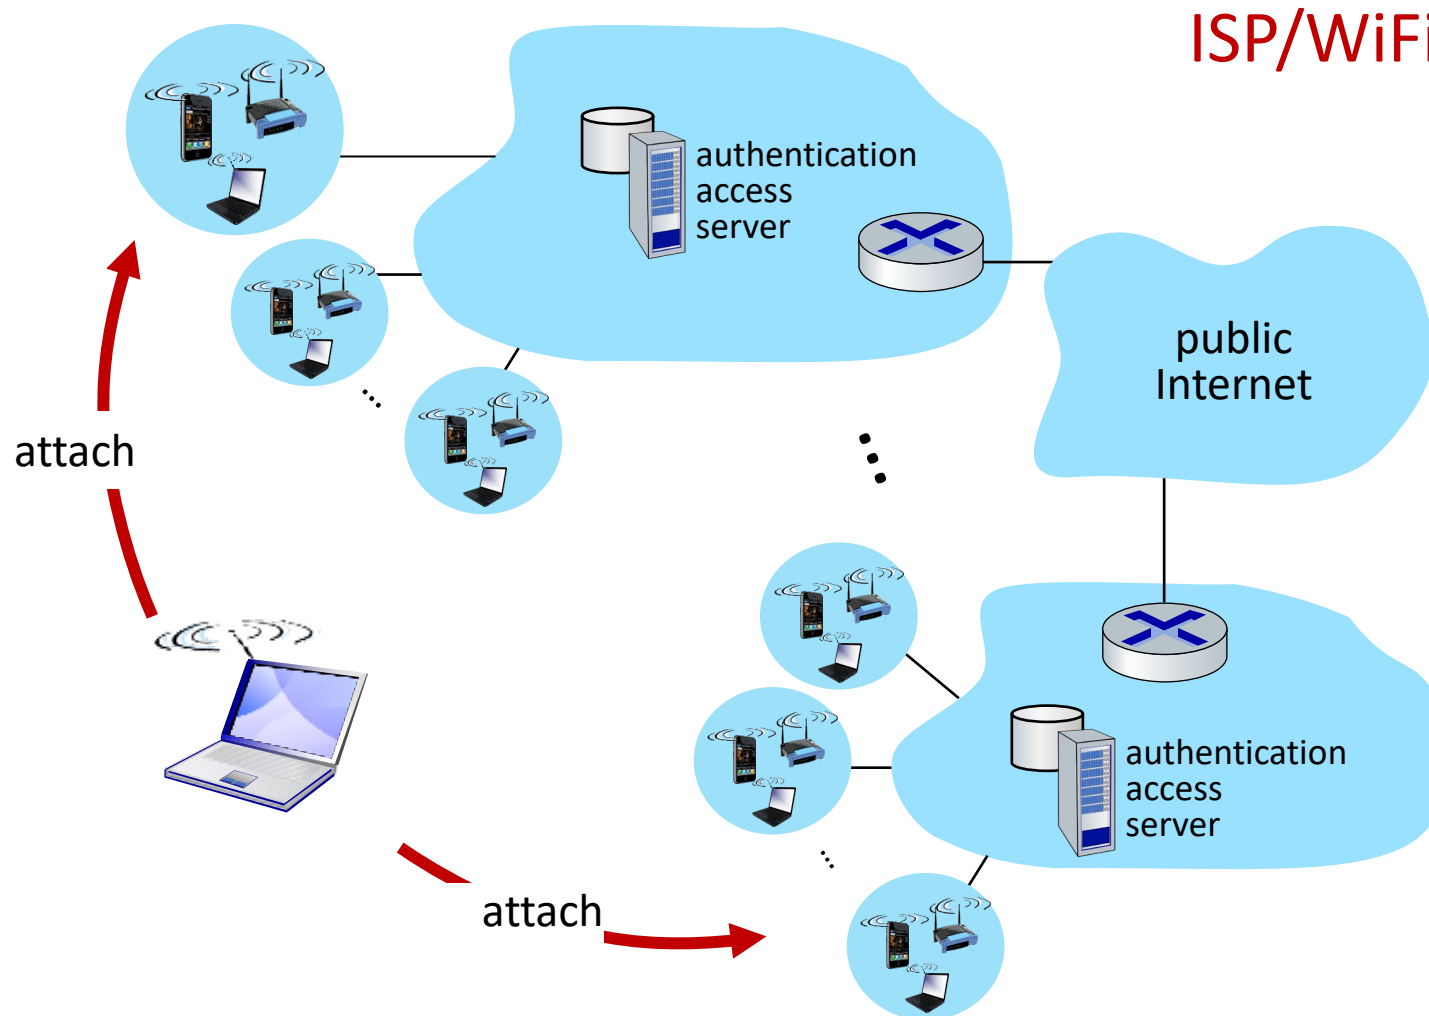 ISP/WiFi
authentication
access
server
public
Internet
attach
authentication
access
server
attach